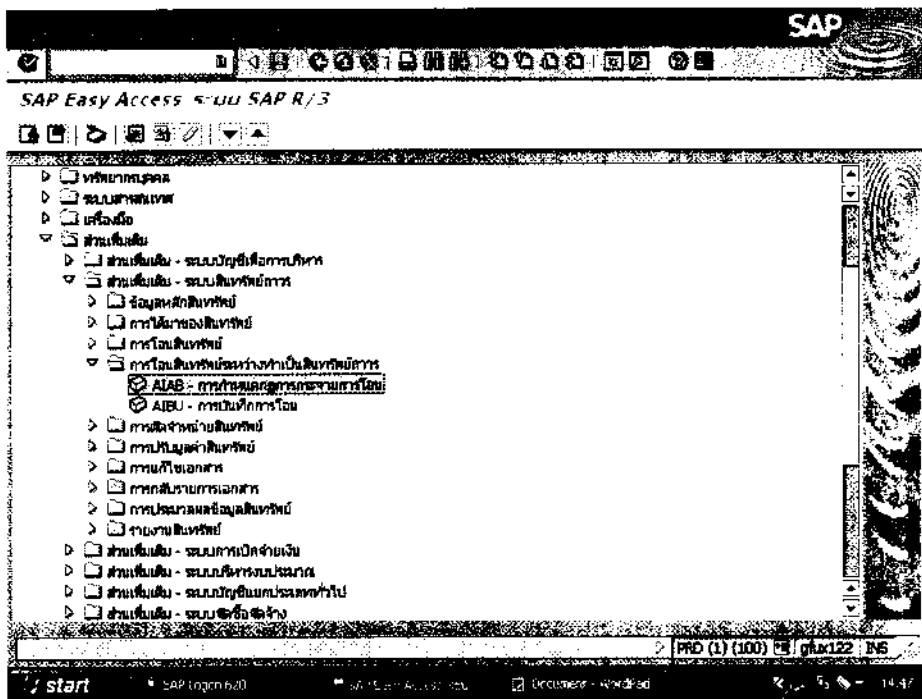 SAP
SAP Easy Access ระบบ SAP R/3
ทรัพยากรบุคคล
ระบบสารสนเทศ
เครื่องมือ
ส่วนเพิ่มเติม
ส่วนเพิ่มเติม - ระบบบัญชีเพื่อการบริหาร
ส่วนเพิ่มเติม - ระบบสินทรัพย์ถาวร
ข้อมูลหลักสินทรัพย์
การได้มาของสินทรัพย์
การโอนสินทรัพย์
การโอนสินทรัพย์ระหว่างทำเป็นสินทรัพย์ถาวร
AIAB - การกำหนดกฎการกระจายการโอน
AIBU - การบันทึกการโอน
การตัดจำหน่ายสินทรัพย์
การปรับมูลค่าสินทรัพย์
การแก้ไขเอกสาร
การกลับรายการเอกสาร
การประมวลผลข้อมูลสินทรัพย์
รายงานสินทรัพย์
ส่วนเพิ่มเติม - ระบบการเบิกจ่ายเงิน
ส่วนเพิ่มเติม - ระบบบริหารงบประมาณ
ส่วนเพิ่มเติม - ระบบบัญชีแยกประเภททั่วไป
ส่วนเพิ่มเติม - ระบบจัดซื้อจัดจ้าง
PRD (1) (100) gfux122 INS
start SAP Logon 620 Document - WordPad 14:47